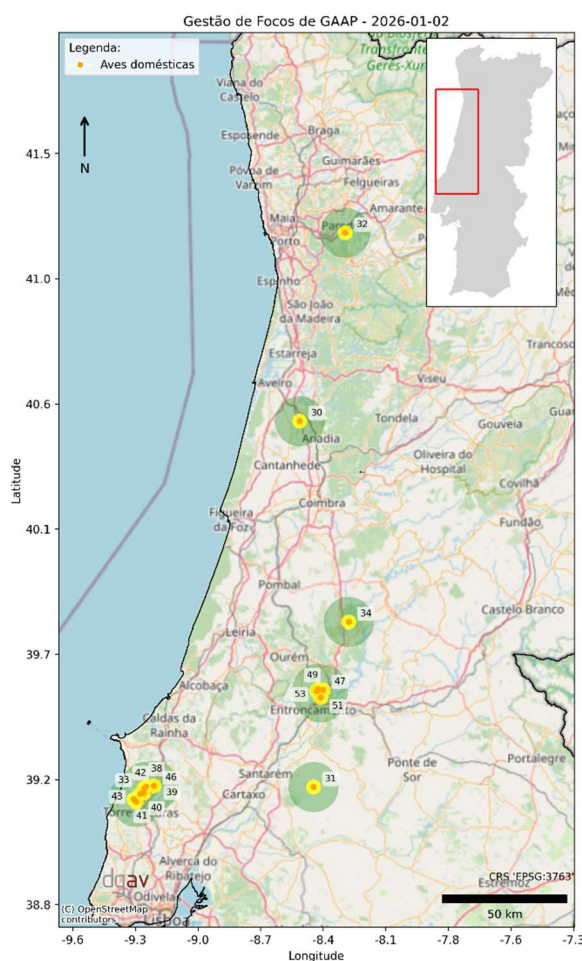 Gestão de Focos de GAAP - 2026-01-02
Legenda:
Aves domésticas
N
Viana do
Castelo
Braga
Esposende
Guimarães
Póvoa de
Varzim
Felgueiras
Amarante
Maia
Porto
32
Espinho
São João
da Madeira
Estarreja
Aveiro
Viseu
Trancoso
30
Tondela
Gouveia
Anadia
Oliveira do
Hospital
Cantanhede
Covilhã
Coimbra
Fundão
Figueira
da Foz
Pombal
34
Castelo Branco
Leiria
Ourém
49
47
53
51
Alcobaça
Caldas da
Rainha
Ponte de
Sor
Portalegre
Santarém
31
Cartaxo
33
42
38
46
43
39
40
41
Alverca do
Ribatejo
dgav
Odivelas
Lisboa
Estremoz
CRS 'EPSG:3763'
50 km
(C) OpenStreetMap
contributors
Latitude
41.5
41.0
40.6
40.1
39.7
39.2
38.8
-9.6
-9.3
-9.0
-8.7
-8.4
-8.1
-7.8
-7.6
-7.3
Longitude